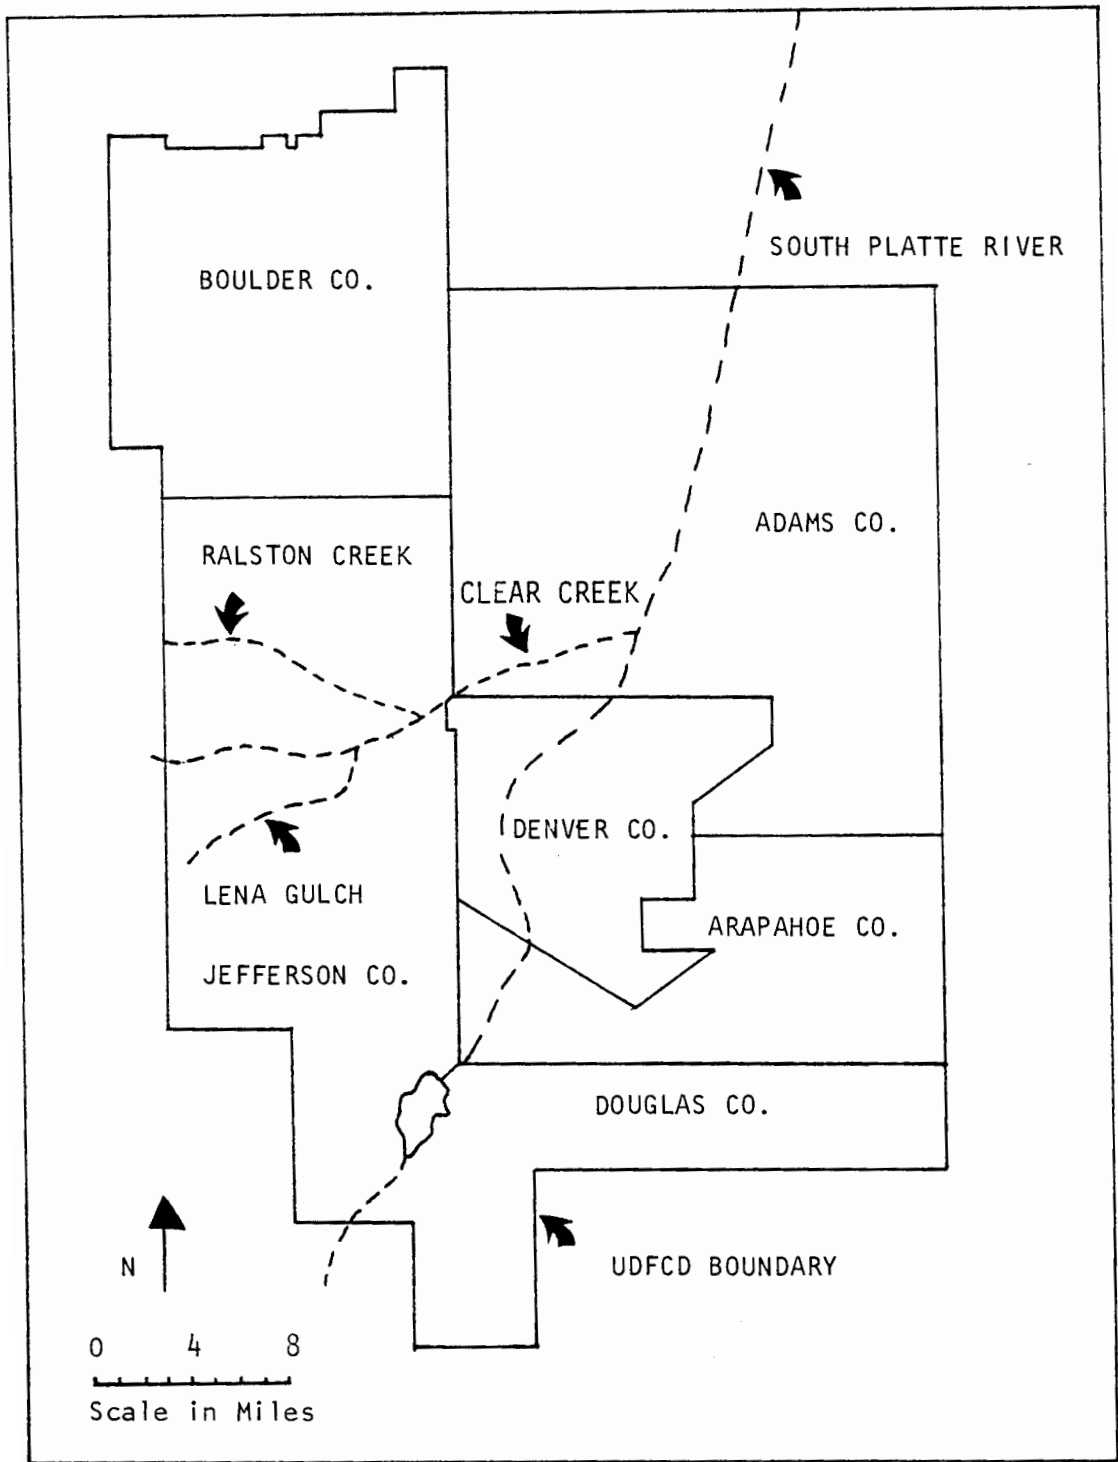 SOUTH PLATTE RIVER
BOULDER CO.
ADAMS CO.
RALSTON CREEK
CLEAR CREEK
DENVER CO.
LENA GULCH
ARAPAHOE CO.
JEFFERSON CO.
DOUGLAS CO.
UDFCD BOUNDARY
N
0 4 8
Scale in Miles